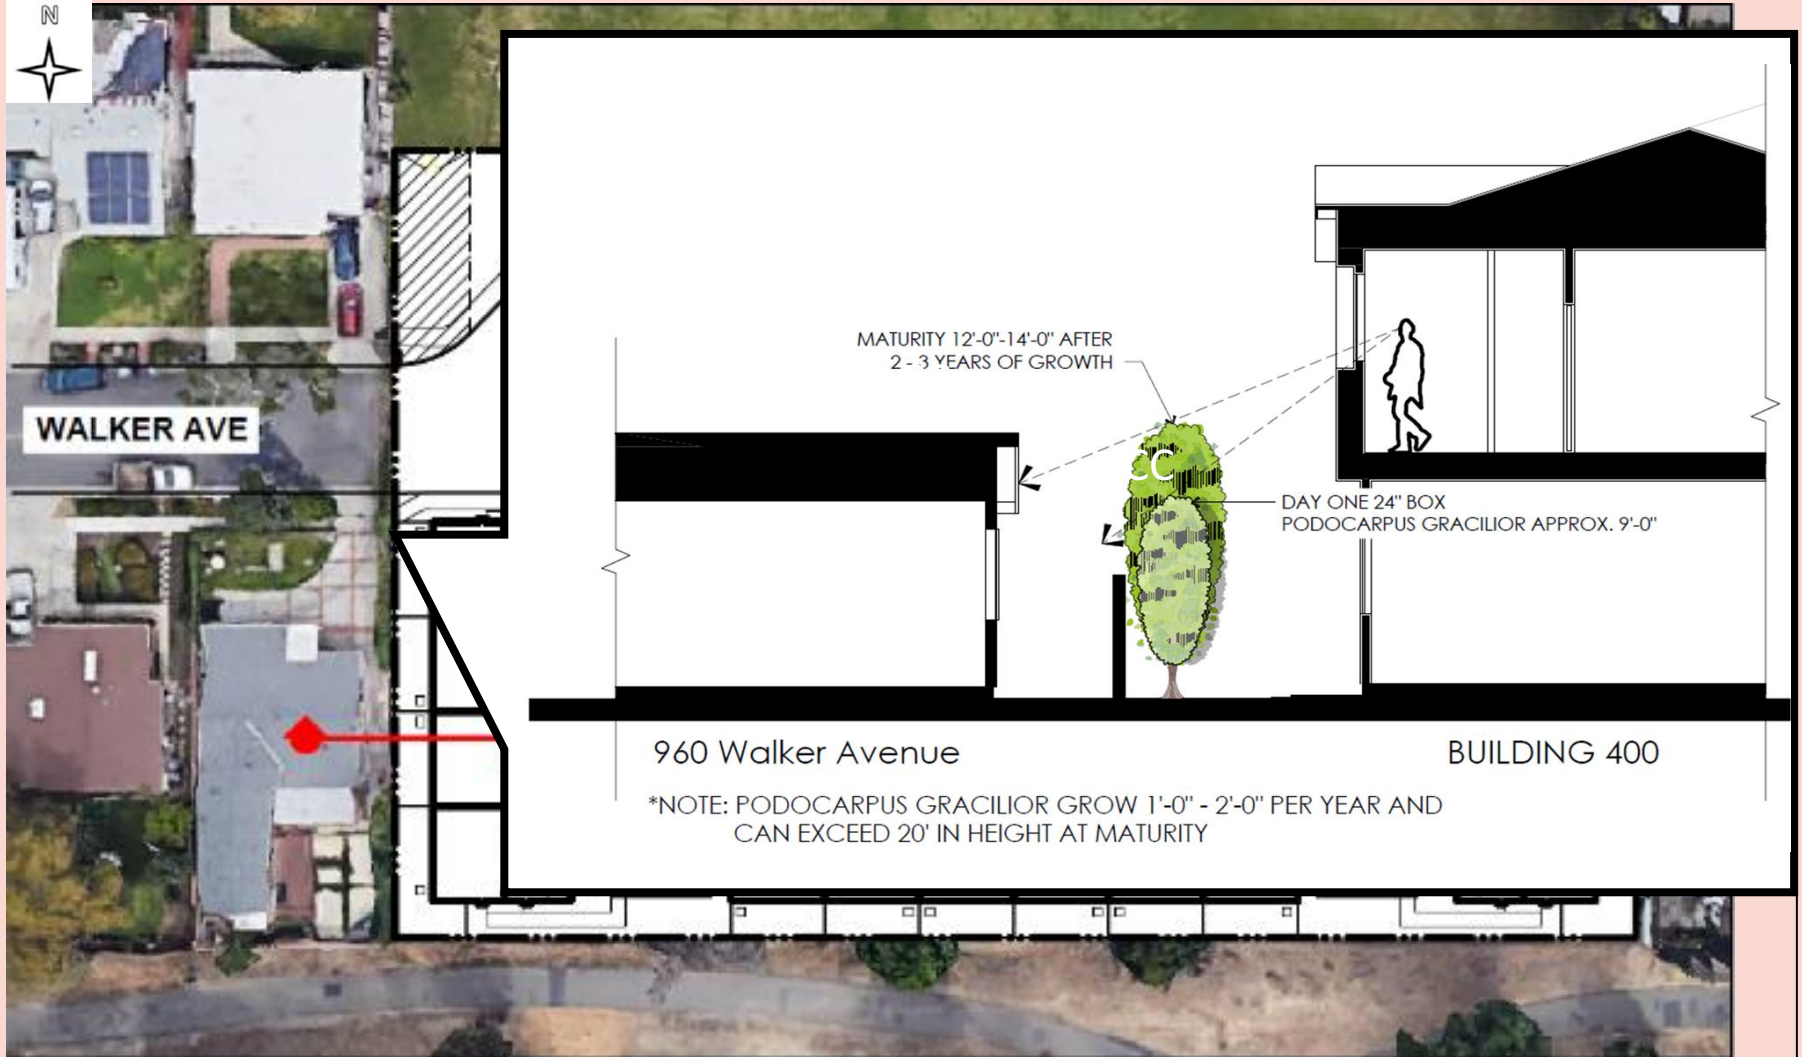 N
WALKER AVE
MATURITY 12'-0"-14'-0" AFTER
2 - 3 YEARS OF GROWTH
CC
DAY ONE 24" BOX
PODOCARPUS GRACILIOR APPROX. 9'-0"
960 Walker Avenue
BUILDING 400
*NOTE: PODOCARPUS GRACILIOR GROW 1'-0" - 2'-0" PER YEAR AND
CAN EXCEED 20' IN HEIGHT AT MATURITY